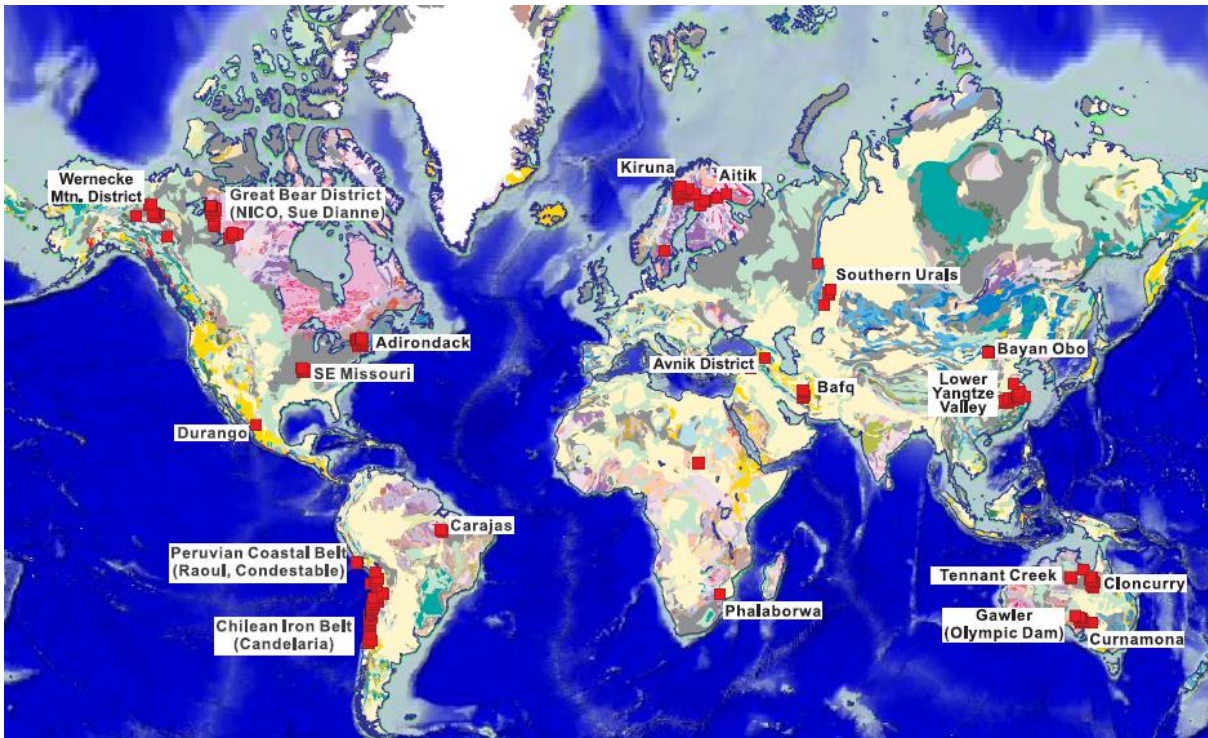 Wernecke
Mtn. District
Great Bear District
(NICO, Sue Dianne)
Kiruna
Aitik
Southern Urals
Adirondack
SE Missouri
Avnik District
Bafq
Bayan Obo
Lower
Yangtze
Valley
Durango
Carajas
Peruvian Coastal Belt
(Raoul, Condestable)
Chilean Iron Belt
(Candelaria)
Phalaborwa
Tennant Creek
Cloncurry
Gawler
(Olympic Dam)
Curnamona